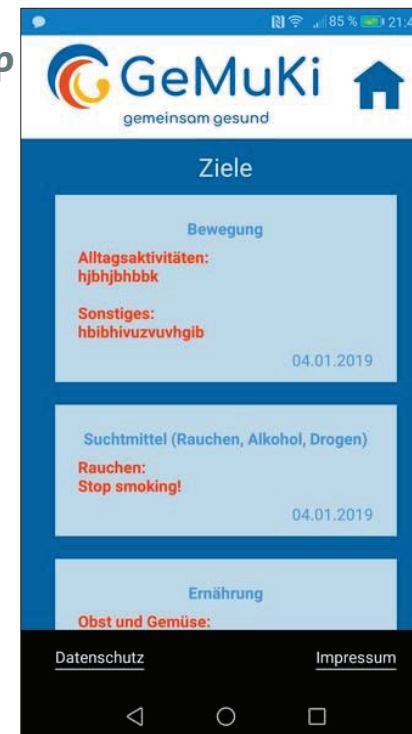 p
85 % 21:4
GeMuKi
gemeinsam gesund
Ziele
Bewegung
Alltagsaktivitäten:
hjbhjbhbbk
Sonstiges:
hbibhivuzvuvhgib
04.01.2019
Suchtmittel (Rauchen, Alkohol, Drogen)
Rauchen:
Stop smoking!
04.01.2019
Ernährung
Obst und Gemüse:
Datenschutz Impressum